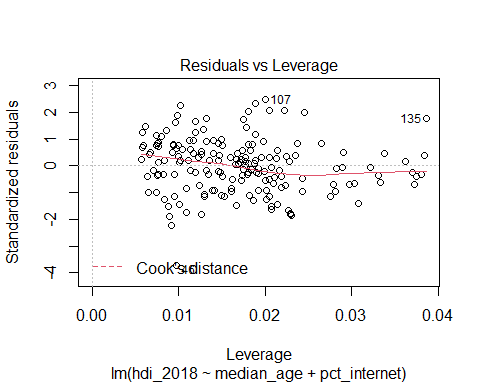 Residuals vs Leverage
Standardized residuals
3
2
1
0
-2
-4
107
135
Cook's distance
0.00
0.01
0.02
0.03
0.04
Leverage
lm(hdi_2018 ~ median_age + pct_internet)